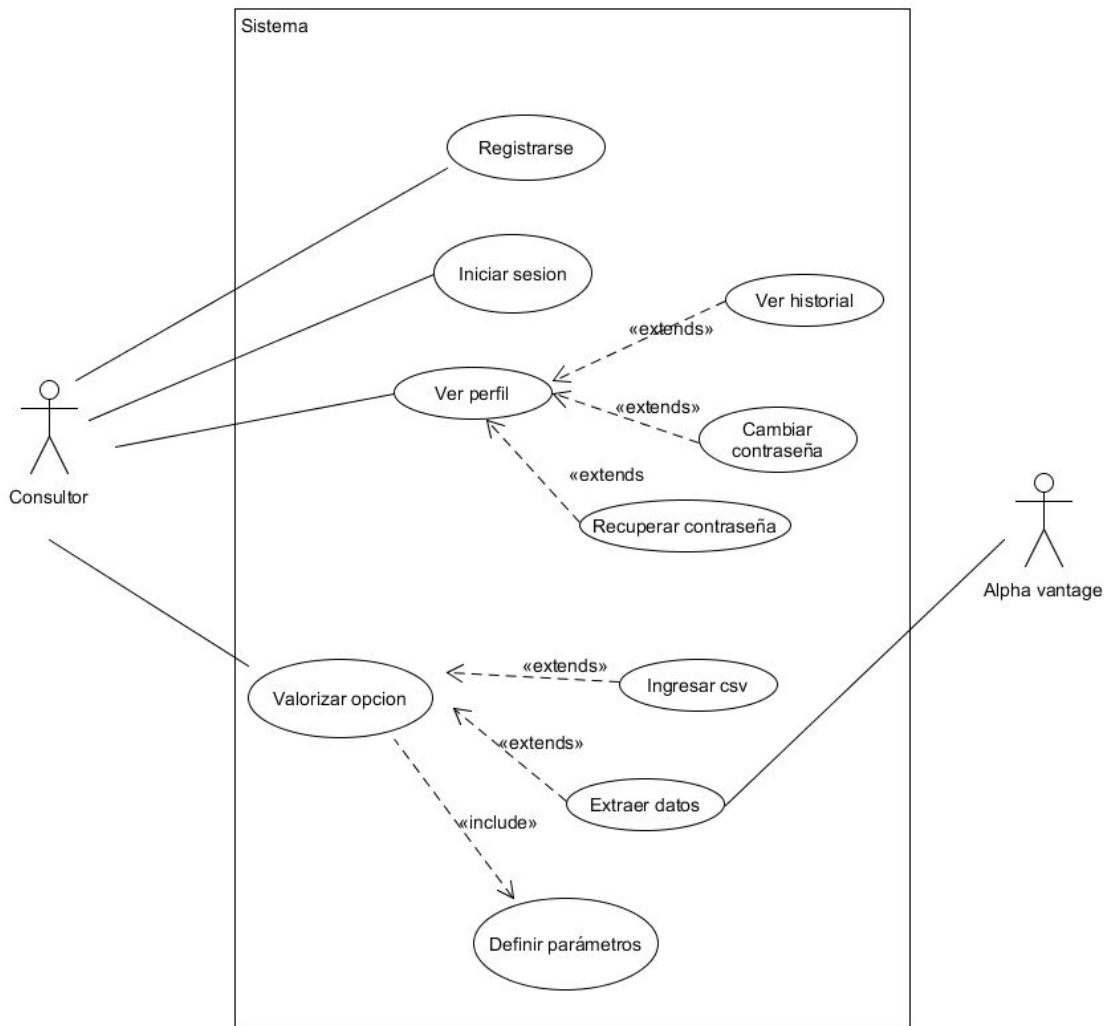 Sistema
Registrarse
Iniciar sesion
Ver historial
«extends»
Ver perfil
«extends»
Cambiar
contraseña
«extends
Consultor
Recuperar contraseña
Alpha vantage
«extends»
Ingresar csv
Valorizar opcion
«extends»
Extraer datos
«include»
Definir parámetros